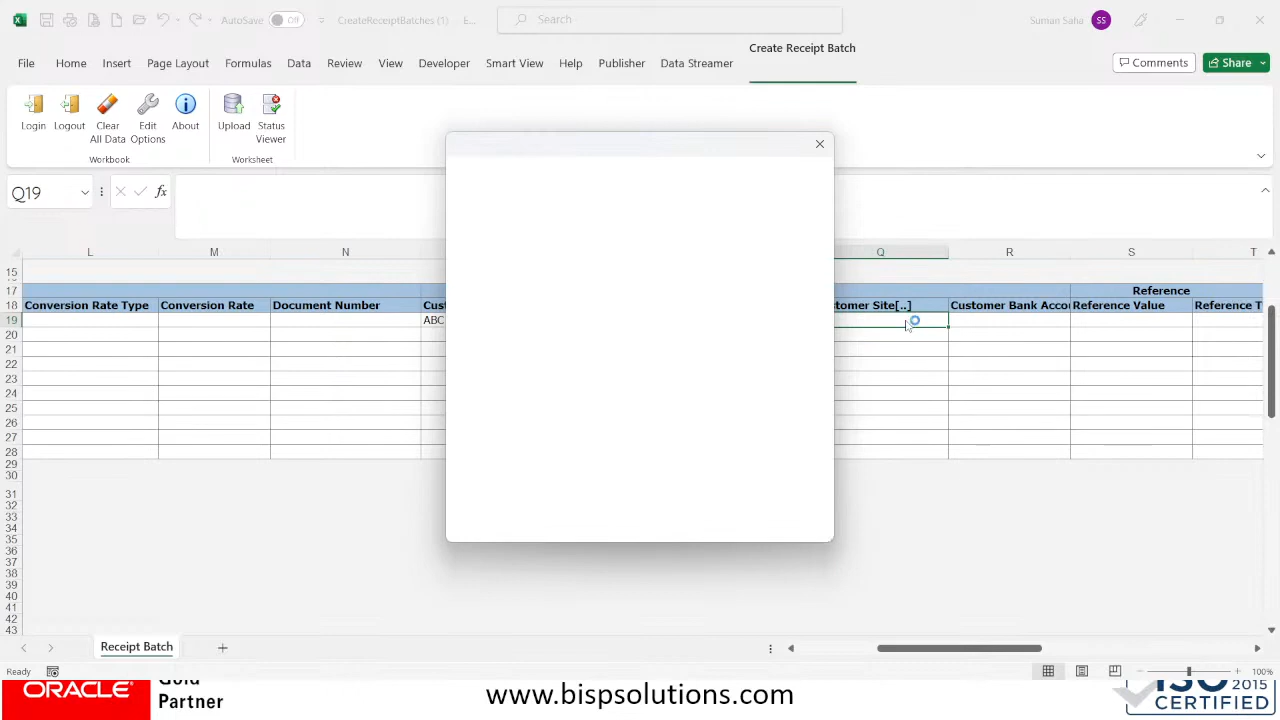 AutoSave Off CreateReceiptBatches (1) E... Search Suman Saha SS
Create Receipt Batch
File Home Insert Page Layout Formulas Data Review View Developer Smart View Help Publisher Data Streamer Comments Share
Login Logout Clear All Data Edit Options About Upload Status Viewer
Workbook Worksheet
Q19 fx
L M N Q R S T
15
17 Reference
18 Conversion Rate Type Conversion Rate Document Number Cust tomer Site[..] Customer Bank Accou Reference Value Reference T
19 ABC
20
21
22
23
24
25
26
27
28
29
30
31
32
33
34
35
36
37
38
39
40
41
42
43
Receipt Batch
Ready 100%
ORACLE Gold Partner www.bispsolutions.com ISO 2015 CERTIFIED